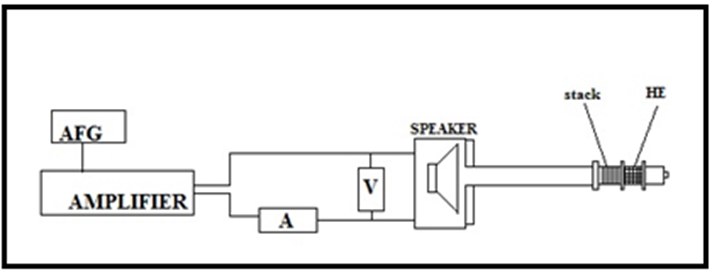 stack HE
SPEAKER
AFG
V
AMPLIFIER
A